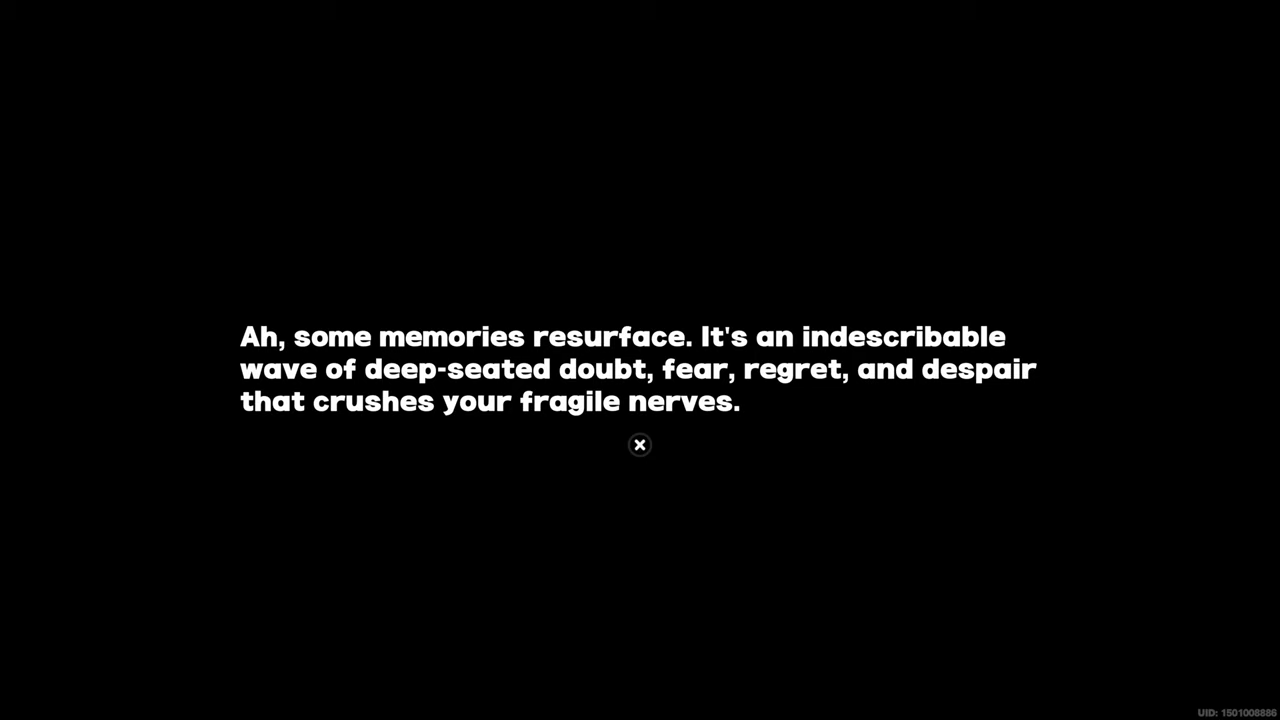 Ah, some memories resurface. It's an indescribable
wave of deep-seated doubt, fear, regret, and despair
that crushes your fragile nerves.
UID: 1501008886